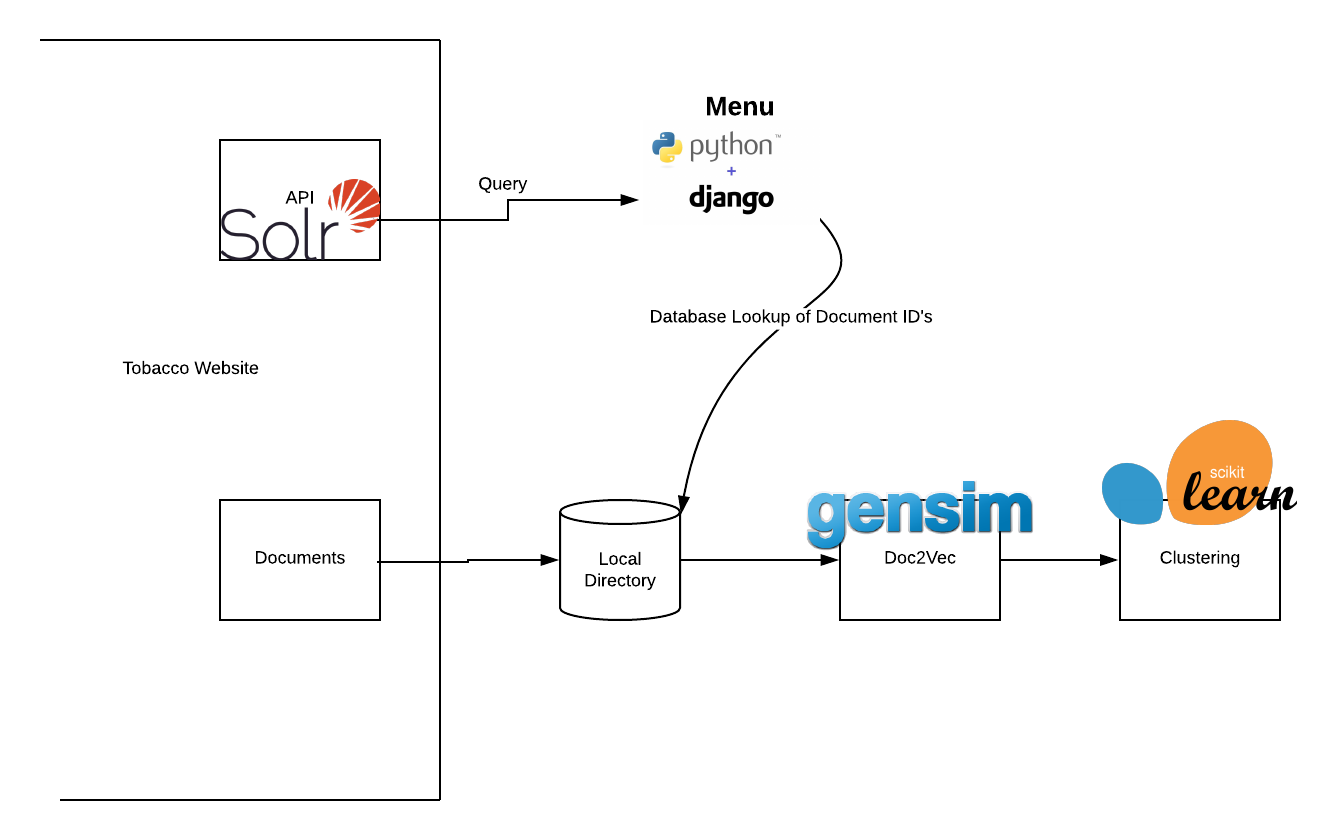 Menu
python™
+
django
API
Solr
Query
Database Lookup of Document ID's
Tobacco Website
Documents
Local
Directory
gensim
Doc2Vec
scikit
learn
Clustering